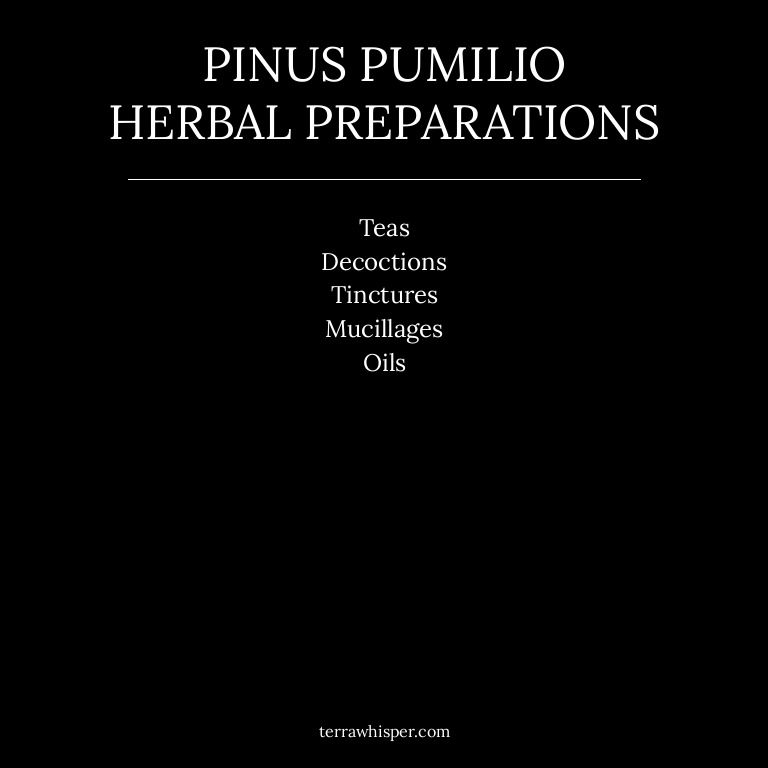 PINUS PUMILIO
HERBAL PREPARATIONS
Teas
Decoctions
Tinctures
Mucillages
Oils
terrawhisper.com